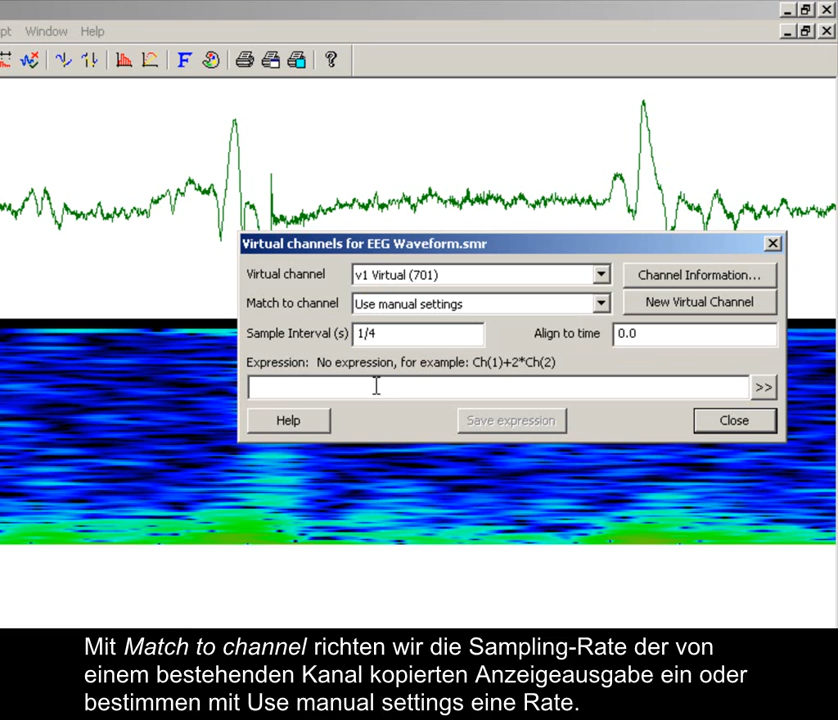 pt Window Help
F ?
Virtual channels for EEG Waveform.smr
Virtual channel v1 Virtual (701) Channel Information...
Match to channel Use manual settings New Virtual Channel
Sample Interval (s) 1/4 Align to time 0.0
Expression: No expression, for example: Ch(1)+2*Ch(2)
>>
Help Save expression Close
Mit Match to channel richten wir die Sampling-Rate der von
einem bestehenden Kanal kopierten Anzeigeausgabe ein oder
bestimmen mit Use manual settings eine Rate.